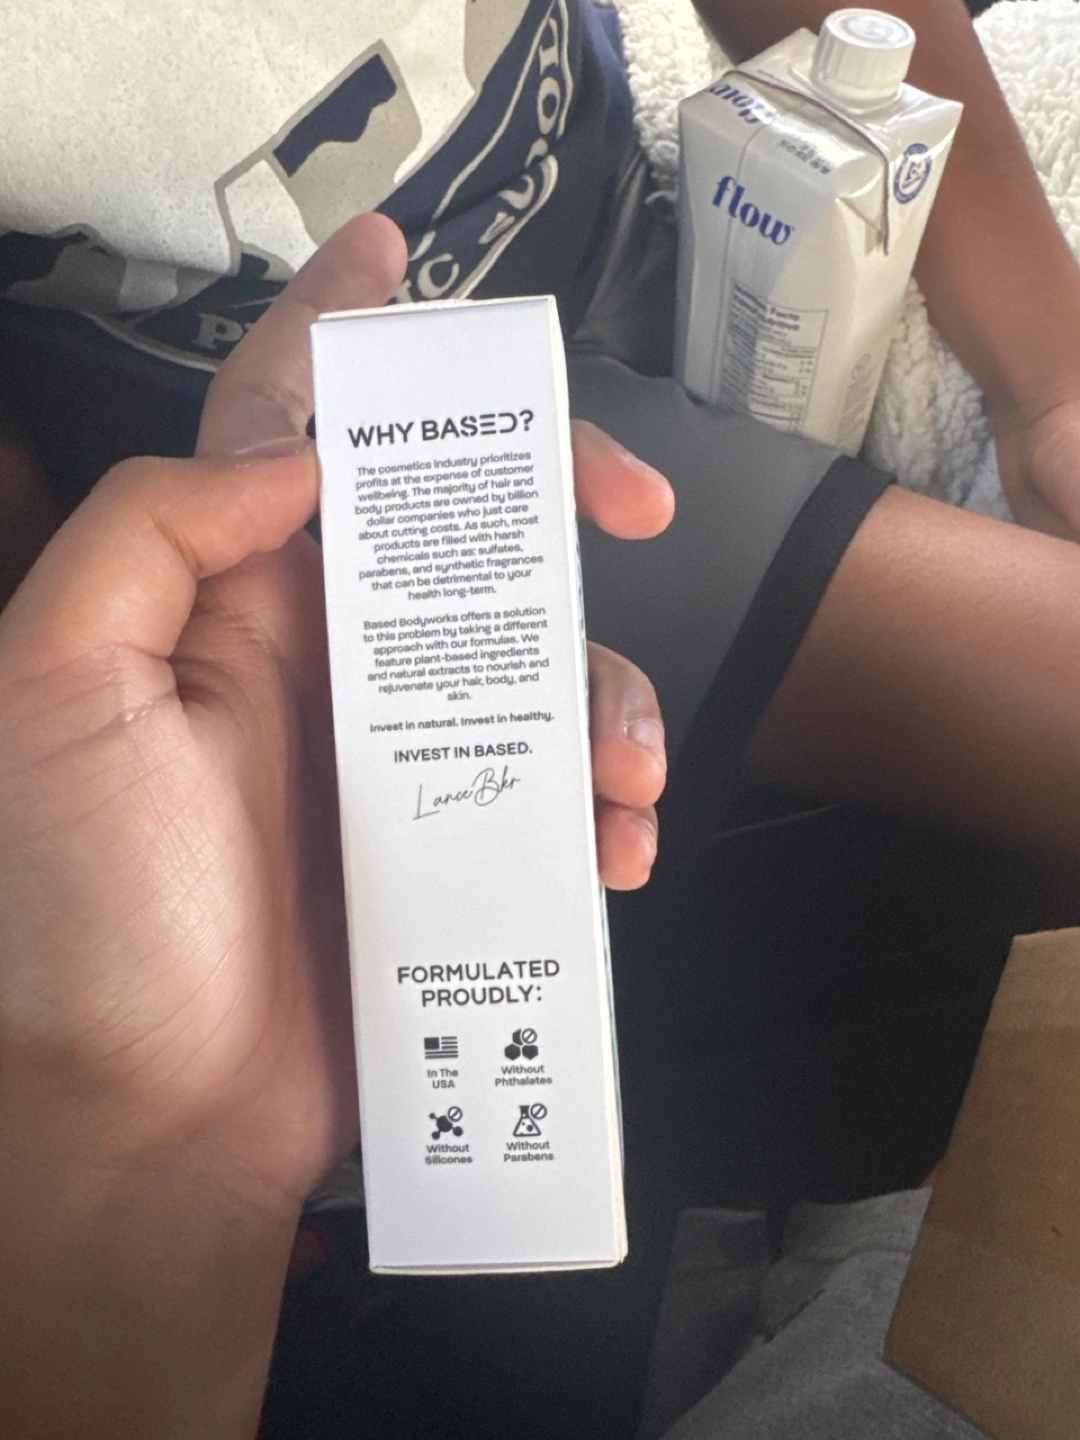 flow
Nutrition Facts
WHY BASED?
The cosmetics industry prioritizes
profits at the expense of customer
wellbeing. The majority of hair and
body products are owned by billion
dollar companies who just care
about cutting costs. As such, most
products are filled with harsh
chemicals such as: sulfates,
parabens, and synthetic fragrances
that can be detrimental to your
health long-term.
Based Bodyworks offers a solution
to this problem by taking a different
approach with our formulas. We
feature plant-based ingredients
and natural extracts to nourish and
rejuvenate your hair, body, and
skin.
Invest in natural. Invest in healthy.
INVEST IN BASED.
Lance Bkr
FORMULATED
PROUDLY:
In The
USA
Without
Phthalates
Without
Silicones
Without
Parabens